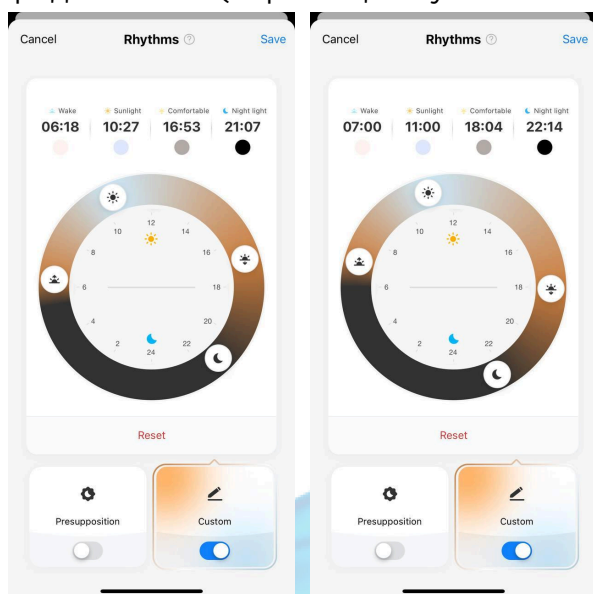 Cancel Rhythms ? Save
Wake Sunlight Comfortable Night light
06:18 10:27 16:53 21:07
12
10 14
8 16
6 18
4 20
2 22
24
Reset
Presupposition Custom
Cancel Rhythms ? Save
Wake Sunlight Comfortable Night light
07:00 11:00 18:04 22:14
12
10 14
8 16
6 18
4 20
2 22
24
Reset
Presupposition Custom